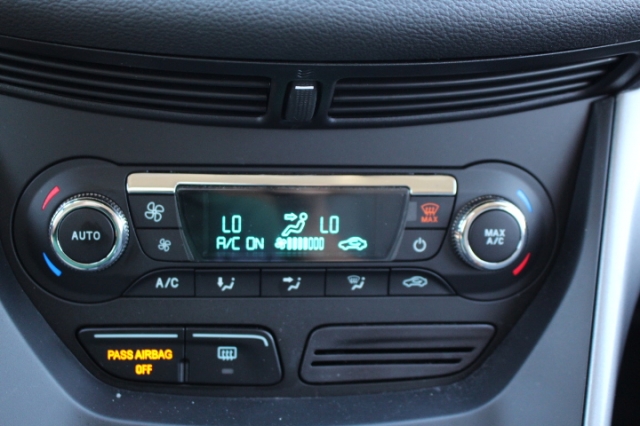 LO LO
A/C ON
MAX
AUTO
MAX
A/C
A/C
PASS AIRBAG
OFF